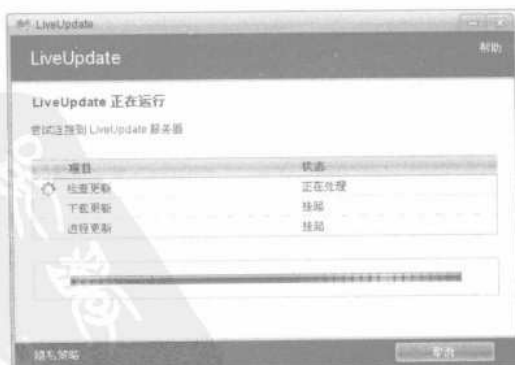 LiveUpdate
LiveUpdate
帮助
LiveUpdate 正在运行
尝试连接到 LiveUpdate 服务器
项目 状态
检查更新 正在处理
下载更新 挂起
进程更新 挂起
隐私策略 取消